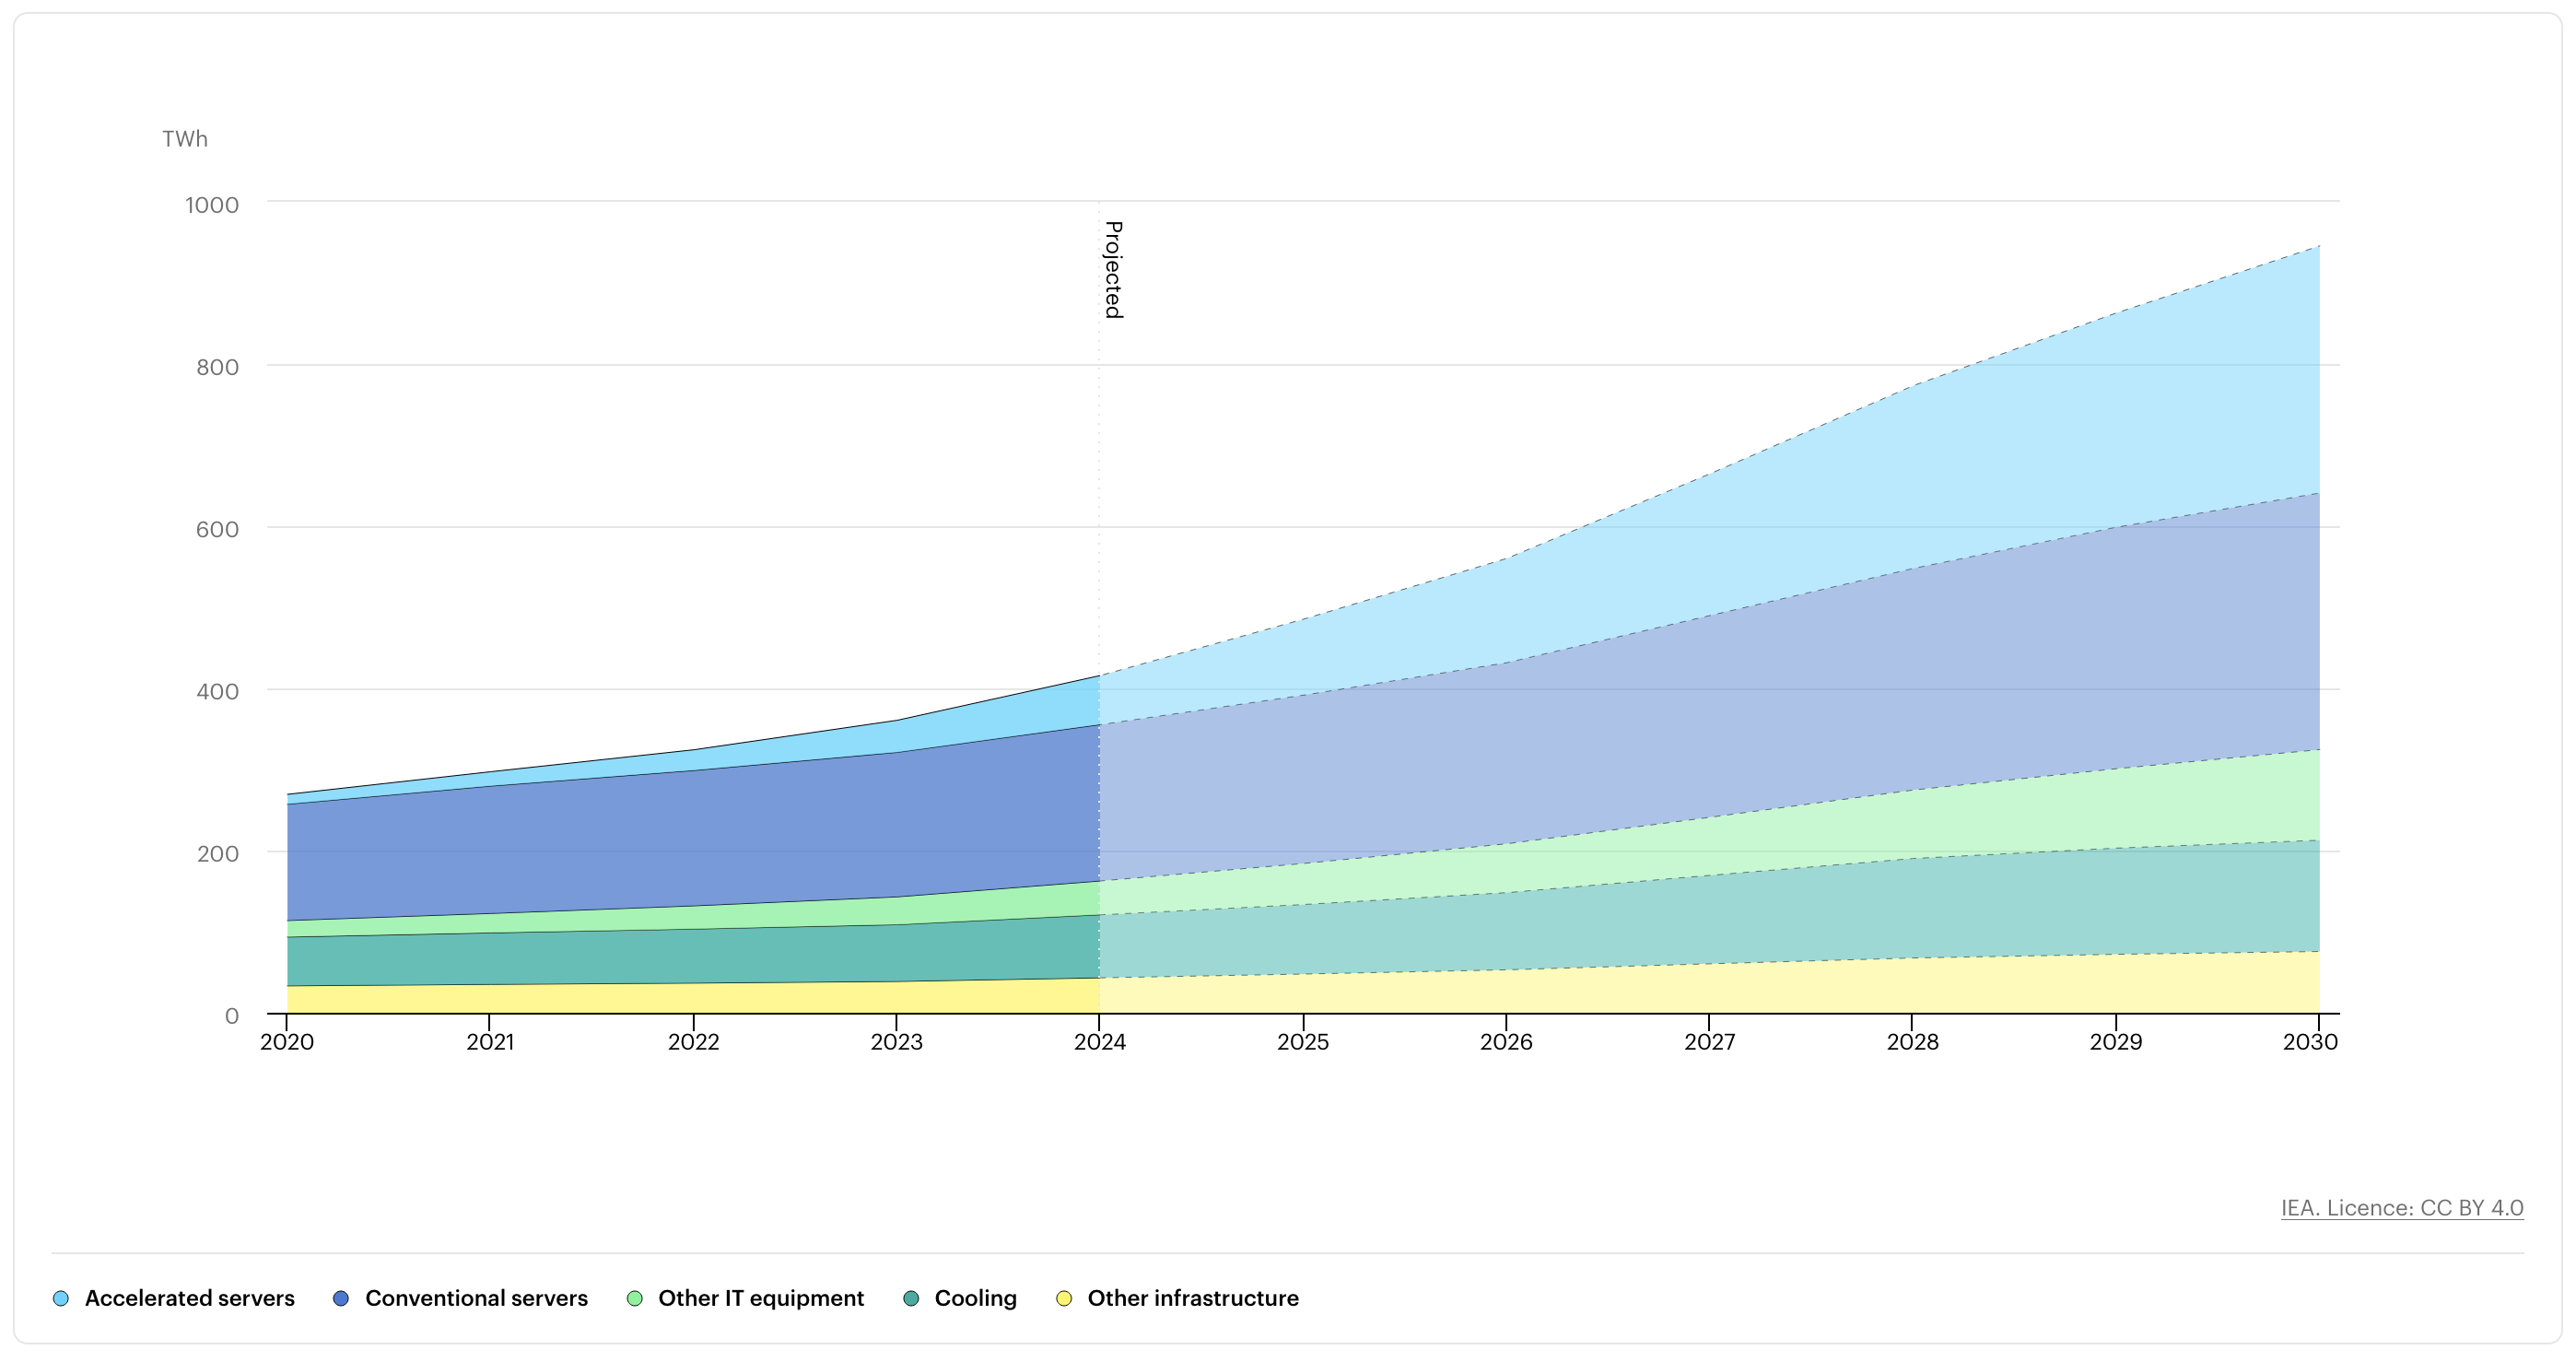 TWh
1000
800
600
400
200
0
Projected
2020 2021 2022 2023 2024 2025 2026 2027 2028 2029 2030
IEA. Licence: CC BY 4.0
Accelerated servers Conventional servers Other IT equipment Cooling Other infrastructure